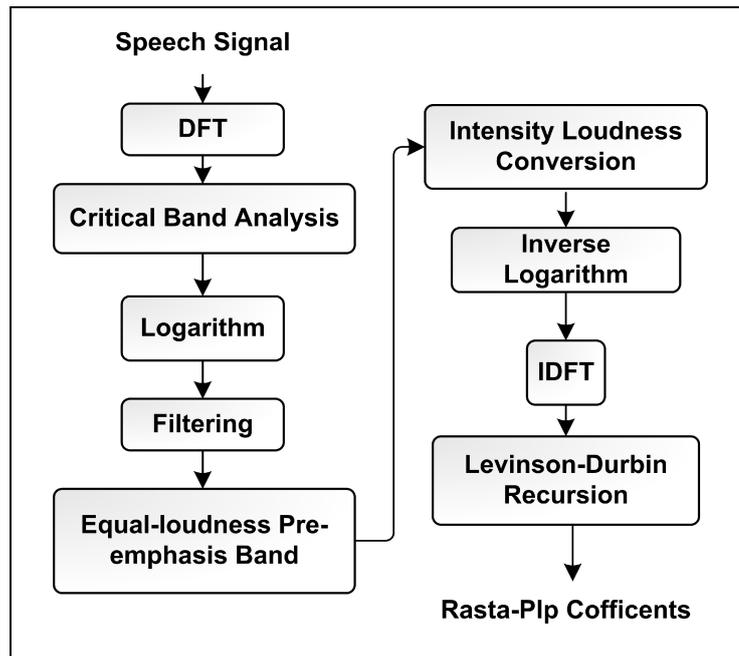 Speech Signal
DFT
Critical Band Analysis
Logarithm
Filtering
Equal-loudness Pre-
emphasis Band
Intensity Loudness
Conversion
Inverse
Logarithm
IDFT
Levinson-Durbin
Recursion
Rasta-Plp Cofficents